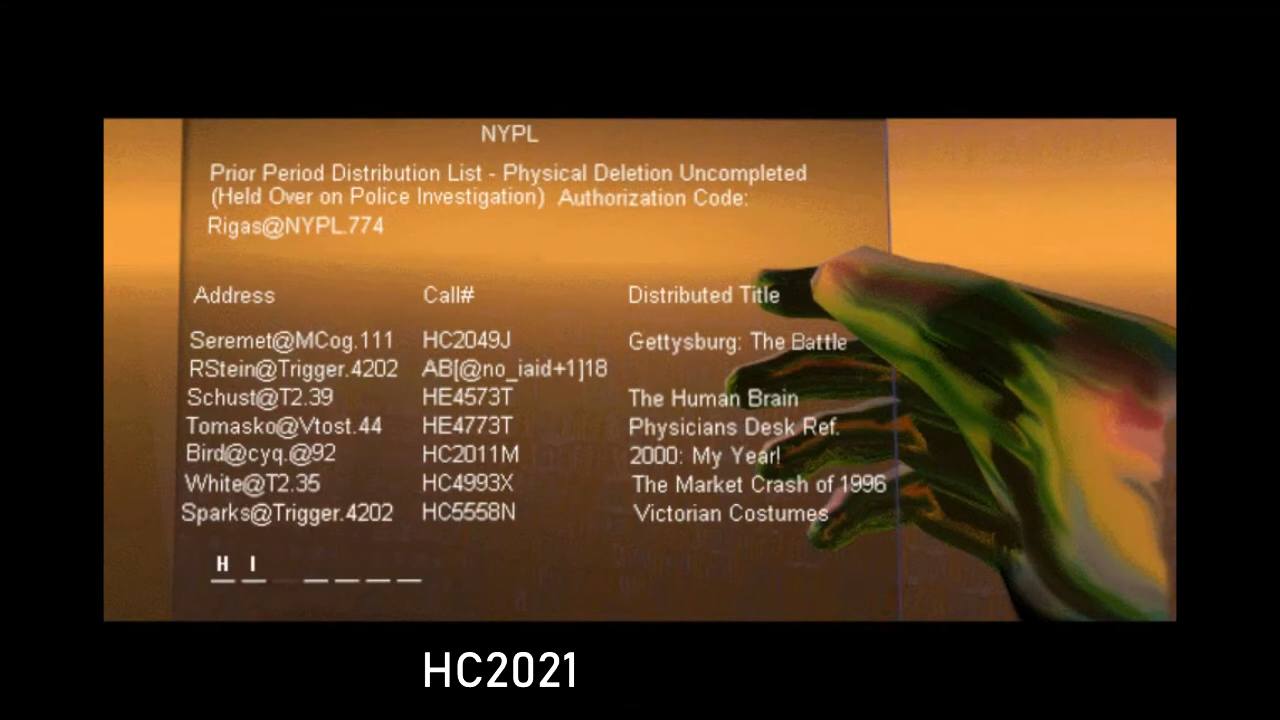 NYPL
Prior Period Distribution List - Physical Deletion Uncompleted
(Held Over on Police Investigation) Authorization Code:
Rigas@NYPL.774
Address Call# Distributed Title
Seremet@MCog.111 HC2049J Gettysburg: The Battle
RStein@Trigger.4202 AB[@no_iaid+1]18
Schust@T2.39 HE4573T The Human Brain
Tomasko@Vtost.44 HE4773T Physicians Desk Ref.
Bird@cyq.@92 HC2011M 2000: My Year!
White@T2.35 HC4993X The Market Crash of 1996
Sparks@Trigger.4202 HC5558N Victorian Costumes
H I _ _ _ _
HC2021